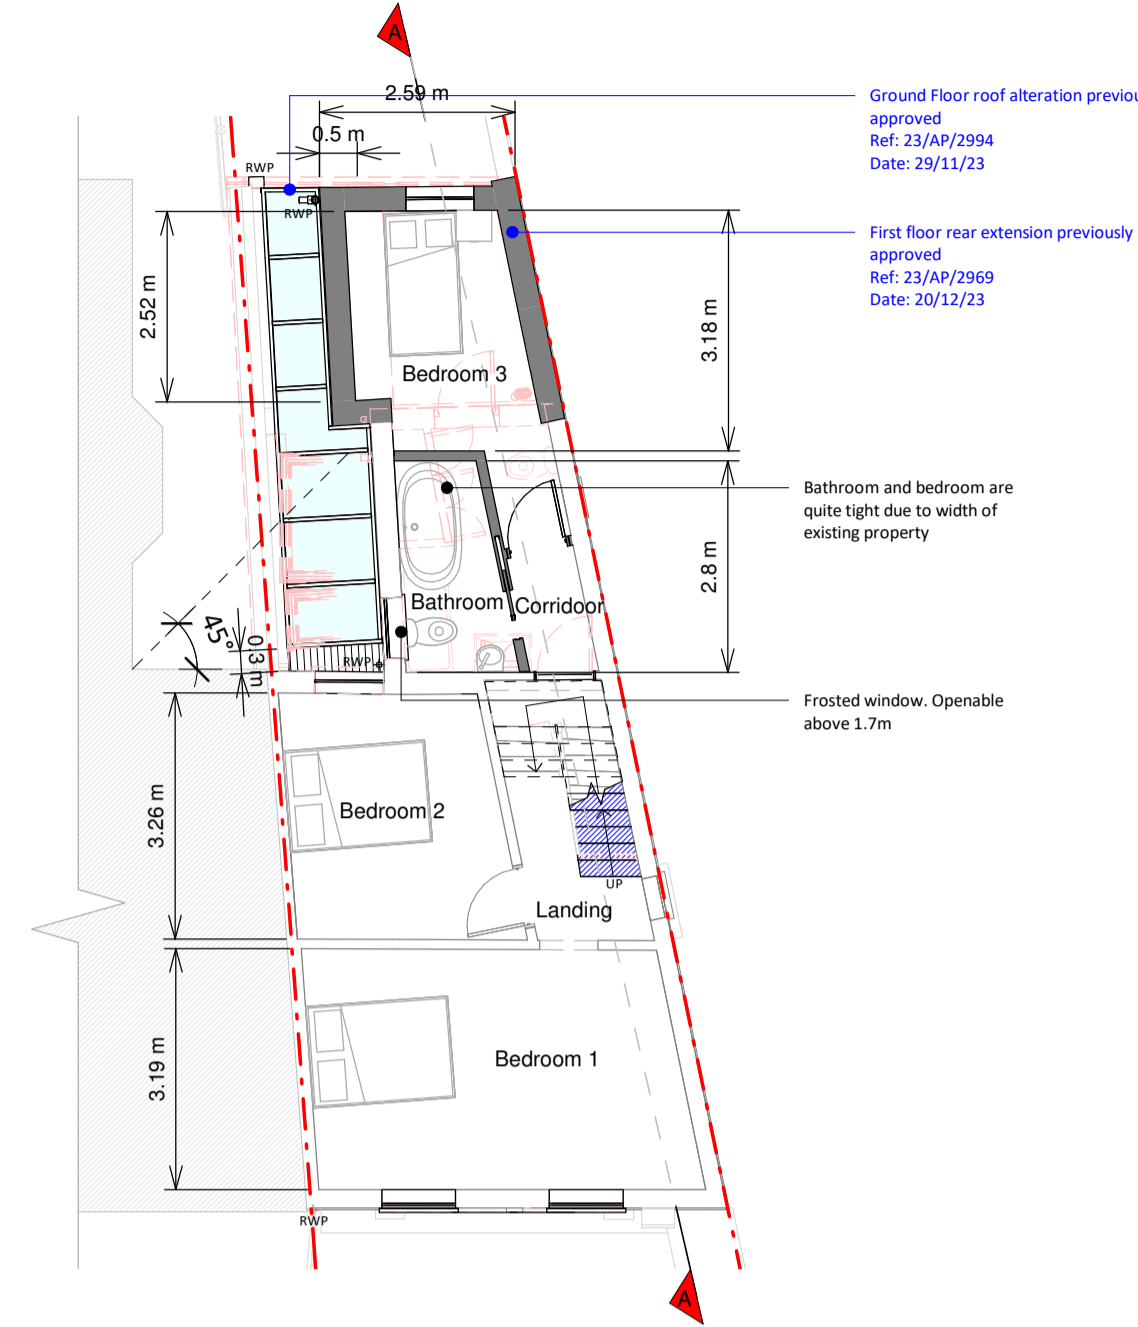 A
2.59 m
0.5 m
Ground Floor roof alteration previou
approved
Ref: 23/AP/2994
Date: 29/11/23
RWP
RWP
First floor rear extension previously
approved
Ref: 23/AP/2969
Date: 20/12/23
2.52 m
3.18 m
Bedroom 3
Bathroom and bedroom are
quite tight due to width of
existing property
2.8 m
Bathroom
Corridoor
45°
0.3 m
RWP
Frosted window. Openable
above 1.7m
3.26 m
Bedroom 2
UP
Landing
3.19 m
Bedroom 1
RWP
A